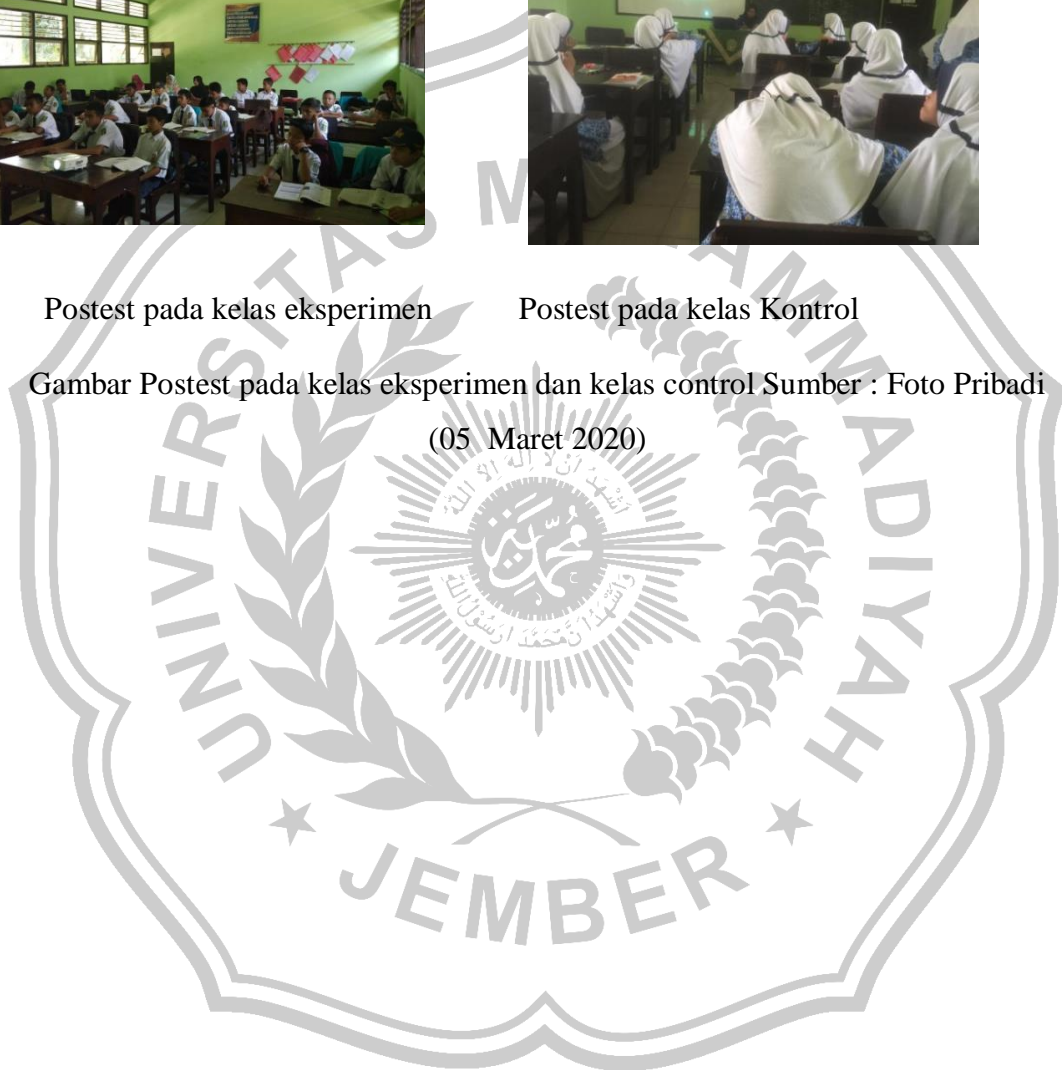 Postest pada kelas eksperimen Postest pada kelas Kontrol
Gambar Postest pada kelas eksperimen dan kelas control Sumber : Foto Pribadi
(05 Maret 2020)
UNIVERSITAS
JEMBER